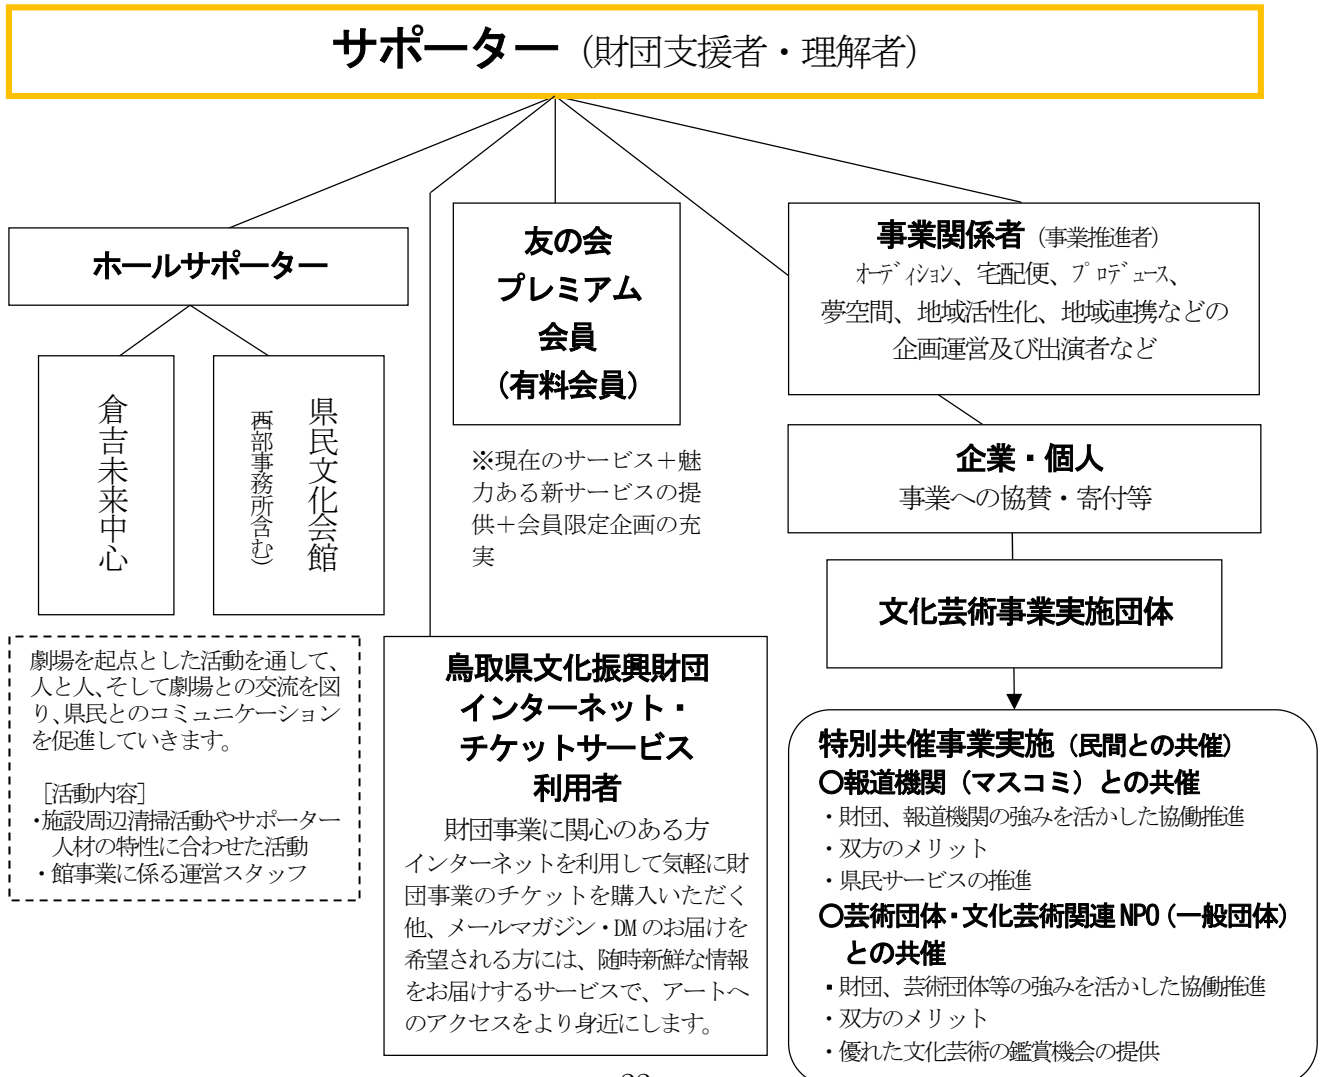 サポーター（財団支援者・理解者）
ホールサポーター
倉吉未来中心
県民文化会館
西部事務所含む）
劇場を起点とした活動を通して、
人と人、そして劇場との交流を図
り、県民とのコミュニケーション
を促進していきます。
［活動内容］
・施設周辺清掃活動やサポーター
人材の特性に合わせた活動
・館事業に係る運営スタッフ
友の会
プレミアム
会員
（有料会員）
※現在のサービス＋魅
力ある新サービスの提
供＋会員限定企画の充
実
鳥取県文化振興財団
インターネット・
チケットサービス
利用者
財団事業に関心のある方
インターネットを利用して気軽に財
団事業のチケットを購入いただく
他、メールマガジン・DMのお届けを
希望される方には、随時新鮮な情報
をお届けするサービスで、アートへ
のアクセスをより身近にします。
事業関係者（事業推進者）
ｵｰﾃﾞｨｼｮﾝ、宅配便、ﾌﾟﾛﾃﾞｭｰｽ、
夢空間、地域活性化、地域連携などの
企画運営及び出演者など
企業・個人
事業への協賛・寄付等
文化芸術事業実施団体
特別共催事業実施（民間との共催）
〇報道機関（マスコミ）との共催
・財団、報道機関の強みを活かした協働推進
・双方のメリット
・県民サービスの推進
〇芸術団体・文化芸術関連NPO（一般団体）
との共催
・財団、芸術団体等の強みを活かした協働推進
・双方のメリット
・優れた文化芸術の鑑賞機会の提供